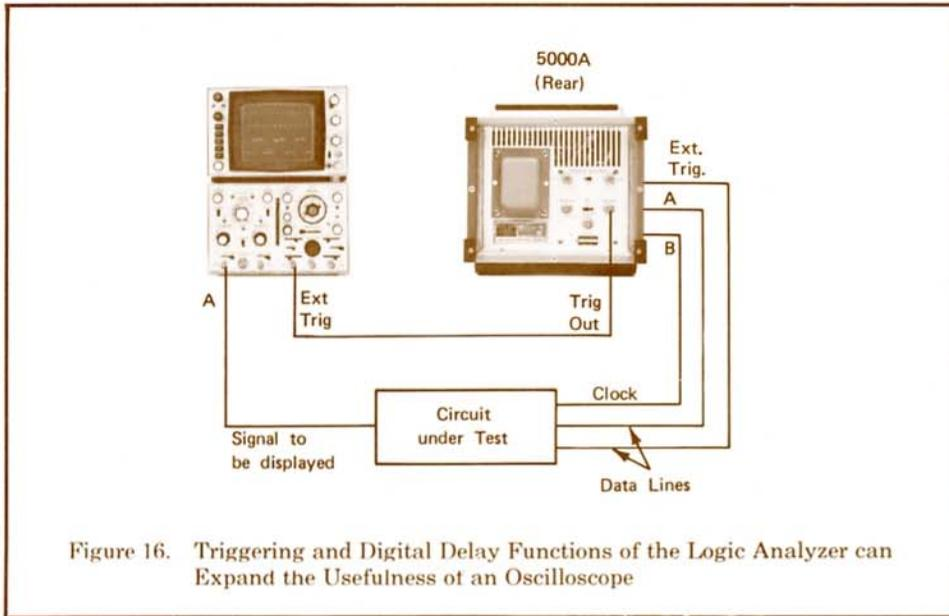 5000A
(Rear)
Ext.
Trig.
A
B
A
Ext
Trig
Trig
Out
Clock
Circuit
under Test
Signal to
be displayed
Data Lines
Figure 16. Triggering and Digital Delay Functions of the Logic Analyzer can
Expand the Usefulness of an Oscilloscope